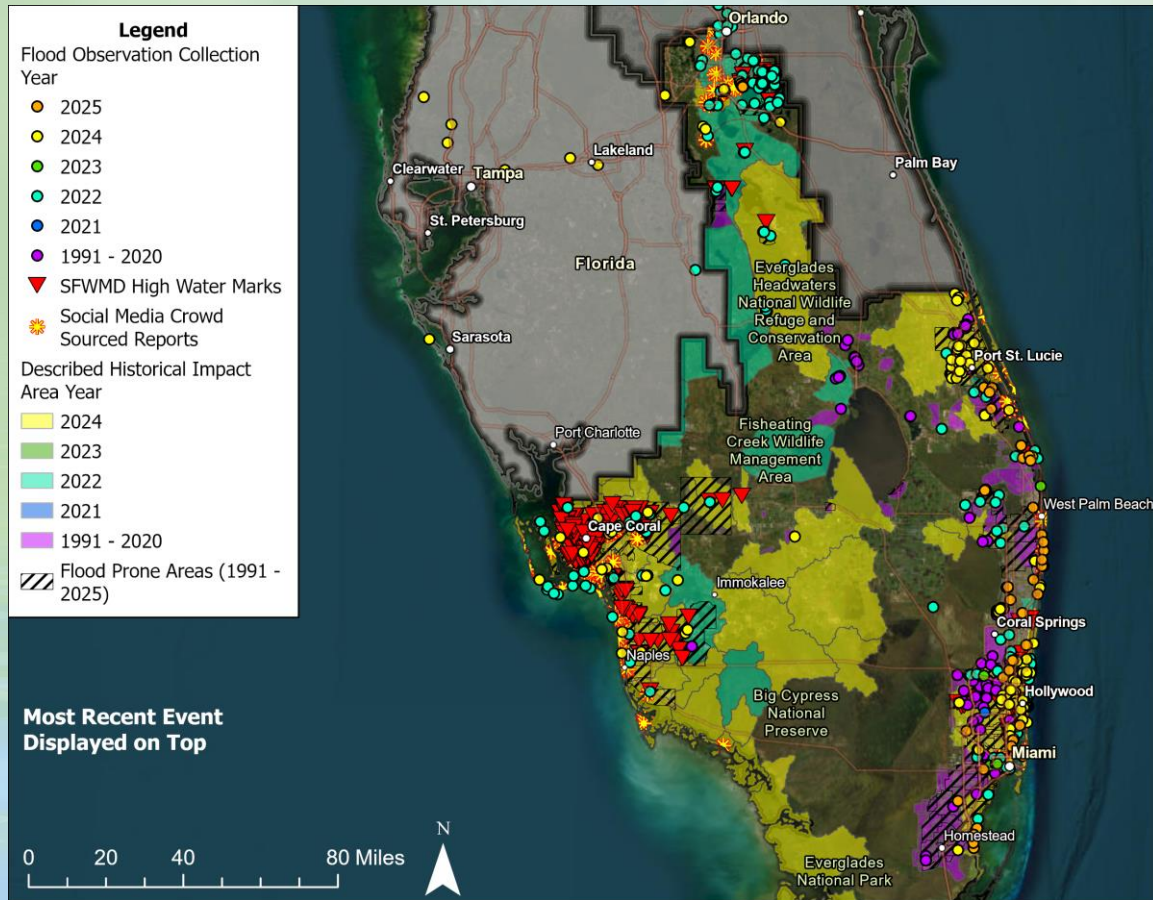 Legend
Flood Observation Collection
Year
2025
2024
2023
2022
2021
1991 - 2020
SFWMD High Water Marks
Social Media Crowd
Sourced Reports
Described Historical Impact
Area Year
2024
2023
2022
2021
1991 - 2020
Flood Prone Areas (1991 -
2025)
Most Recent Event
Displayed on Top
0
20
40
80 Miles
N
Orlando
Lakeland
Clearwater
Tampa
Palm Bay
St. Petersburg
Florida
Everglades
Headwaters
National Wildlife
Refuge and
Conservation
Area
Sarasota
Port St. Lucie
Port Charlotte
Fisheating
Creek Wildlife
Management
Area
West Palm Beach
Cape Coral
Immokalee
Coral Springs
Naples
Hollywood
Big Cypress
National
Preserve
Miami
Homestead
Everglades
National Park